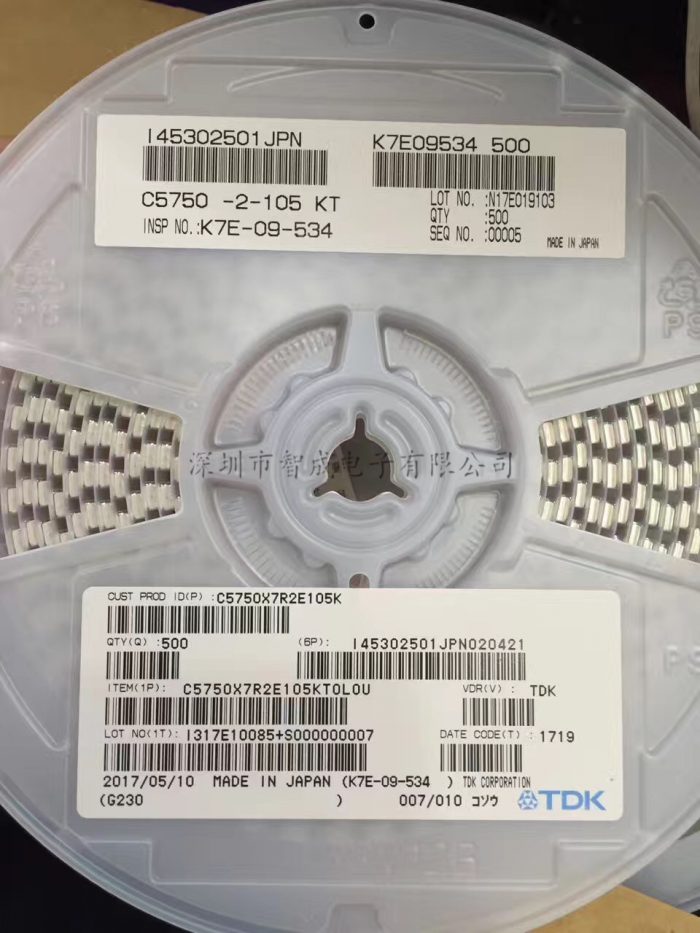 I45302501JPN
K7E09534 500
C5750 -2-105 KT
INSP NO.:K7E-09-534
LOT NO. :N17E019103
QTY :500
SEQ NO. :00005
MADE IN JAPAN
PS
深圳市智成电子有限公司
CUST PROD ID(P) :C5750X7R2E105K
QTY(Q) :500
(6P): I45302501JPN020421
ITEM(1P): C5750X7R2E105KT0L0U
VDR(V) : TDK
LOT NO(1T): I317E10085+S000000007
DATE CODE(T) : 1719
2017/05/10 MADE IN JAPAN (K7E-09-534 ) TDK CORPORATION
(G230 ) 007/010 コソウ TDK